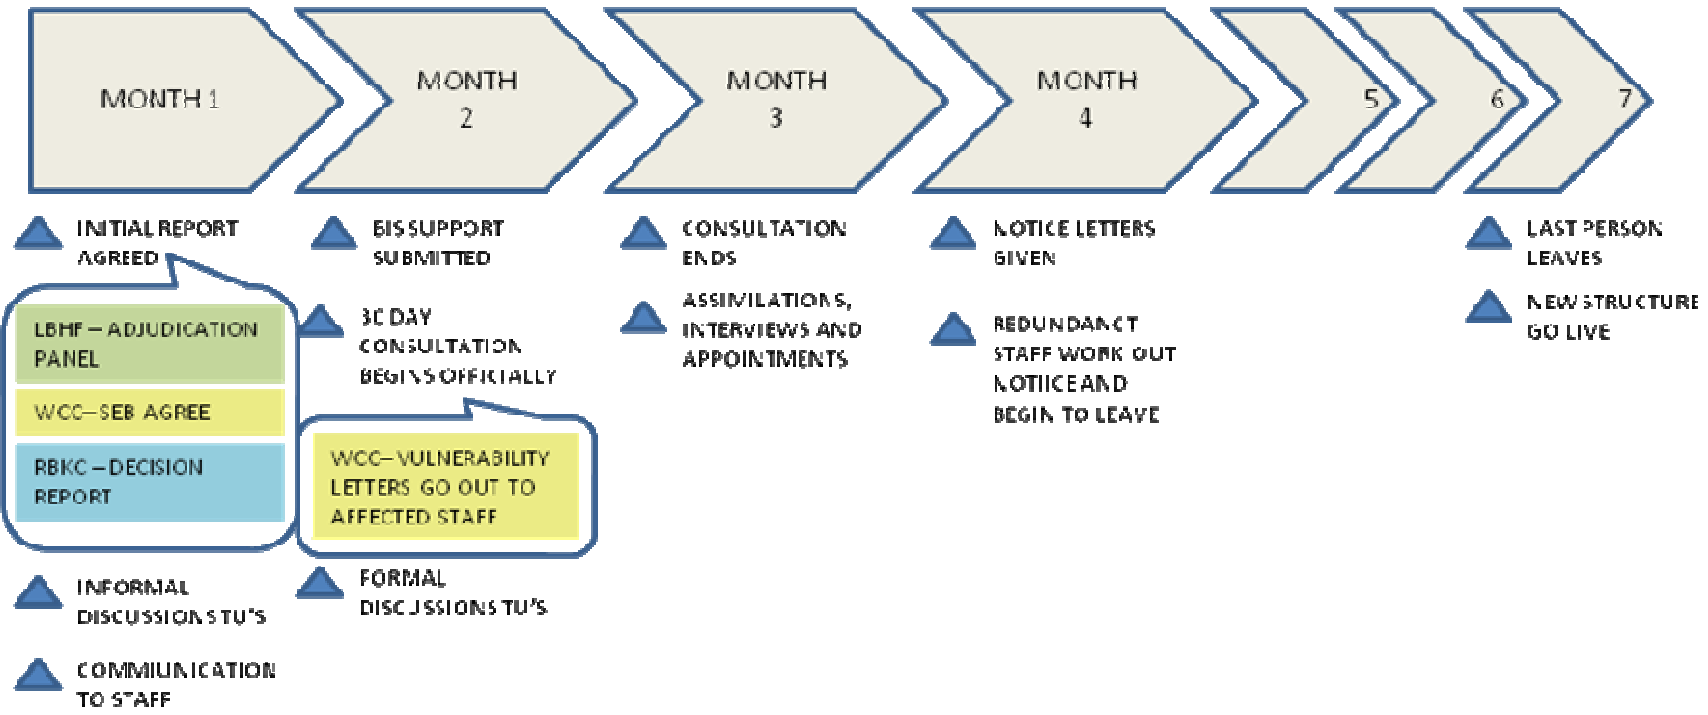 MONTH 1
MONTH
2
MONTH
3
MONTH
4
5
6
7
INITIAL REPORT
AGREED
LBHF – ADJUDICATION
PANEL
WCC–SEB AGREE
RBKC – DECISION
REPORT
INFORMAL
DISCUSSIONS TU'S
COMMIUNICATION
TO STAFF
BIS SUPPORT
SUBMITTED
30 DAY
CONSULTATION
BEGINS OFFICIALLY
WCC–VULNERABILITY
LETTERS GO OUT TO
AFFECTED STAFF
FORMAL
DISCUSSIONS TU'S
CONSULTATION
ENDS
ASSIMILATIONS,
INTERVIEWS AND
APPOINTMENTS
NOTICE LETTERS
GIVEN
REDUNDANCT
STAFF WORK OUT
NOTIICE AND
BEGIN TO LEAVE
LAST PERSON
LEAVES
NEW STRUCTURE
GO LIVE